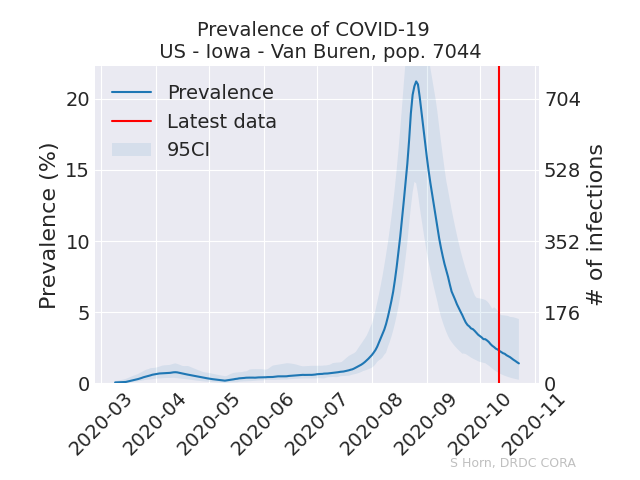 Prevalence of COVID-19
US - Iowa - Van Buren, pop. 7044
Prevalence
Latest data
95CI
Prevalence (%)
20
15
10
5
0
704
528
352
176
0
# of infections
2020-03
2020-04
2020-05
2020-06
2020-07
2020-08
2020-09
2020-10
2020-11
S Horn, DRDC CORA